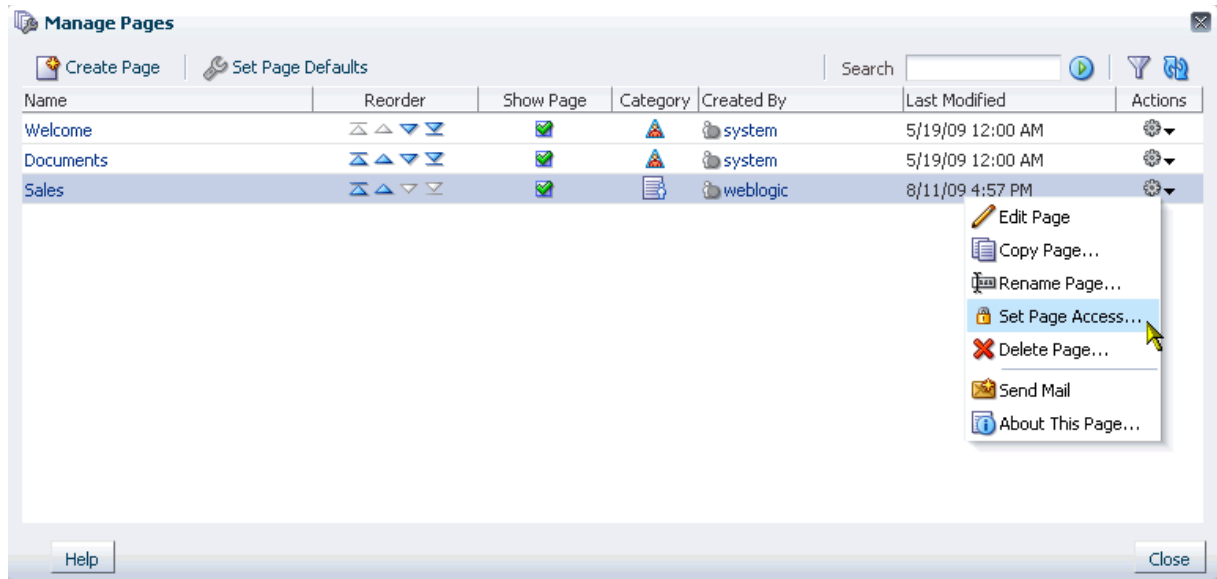 Manage Pages
Create Page Set Page Defaults Search
Name Reorder Show Page Category Created By Last Modified Actions
Welcome system 5/19/09 12:00 AM
Documents system 5/19/09 12:00 AM
Sales weblogic 8/11/09 4:57 PM
Edit Page
Copy Page...
Rename Page...
Set Page Access...
Delete Page...
Send Mail
About This Page...
Help Close